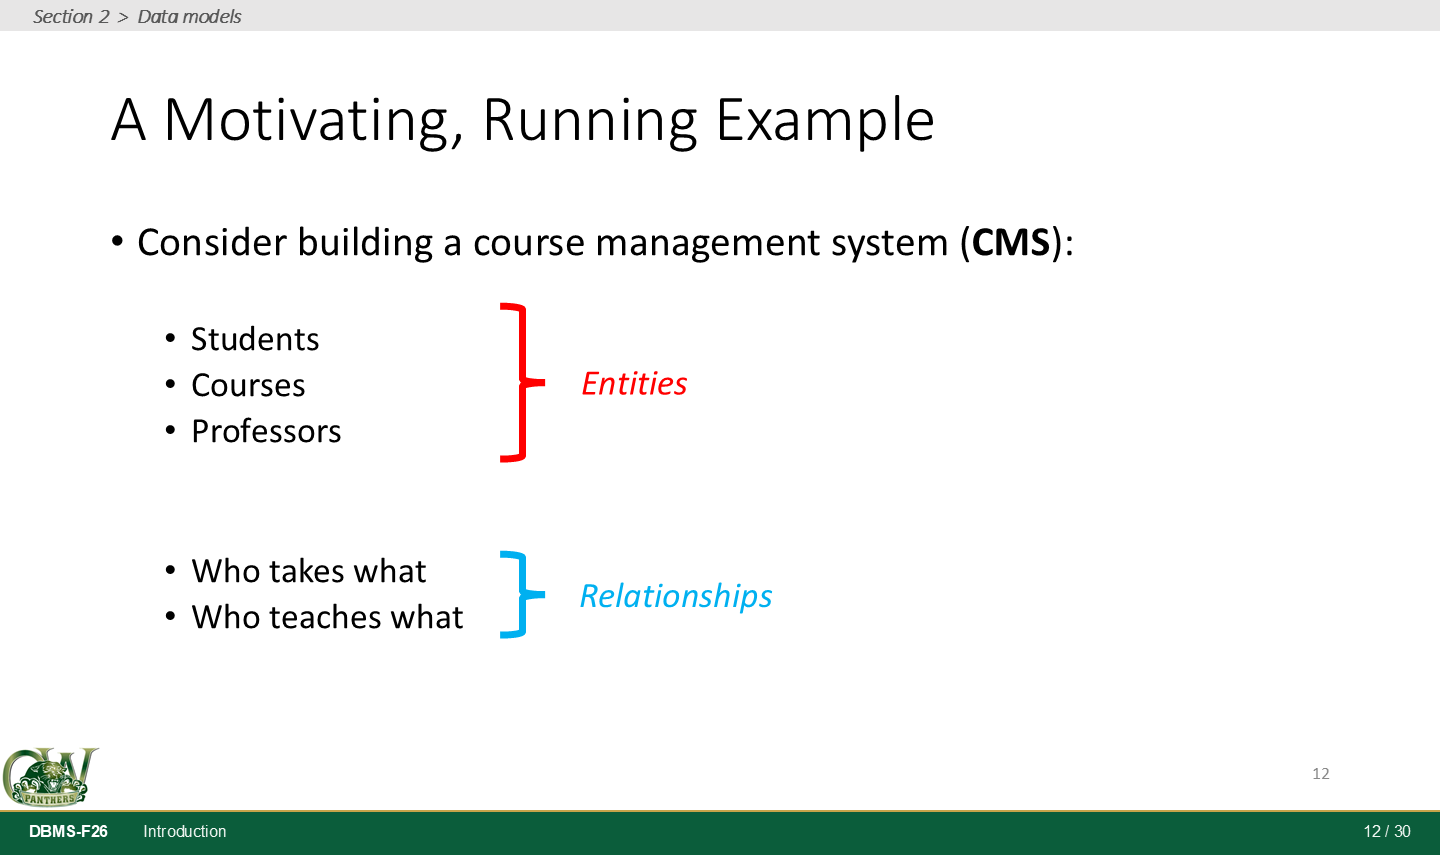 Section 2 > Data models
A Motivating, Running Example
• Consider building a course management system (CMS):
• Students
• Courses
• Professors
Entities
• Who takes what
• Who teaches what
Relationships
OW
PANTHERS
12
DBMS-F26 Introduction 12 / 30